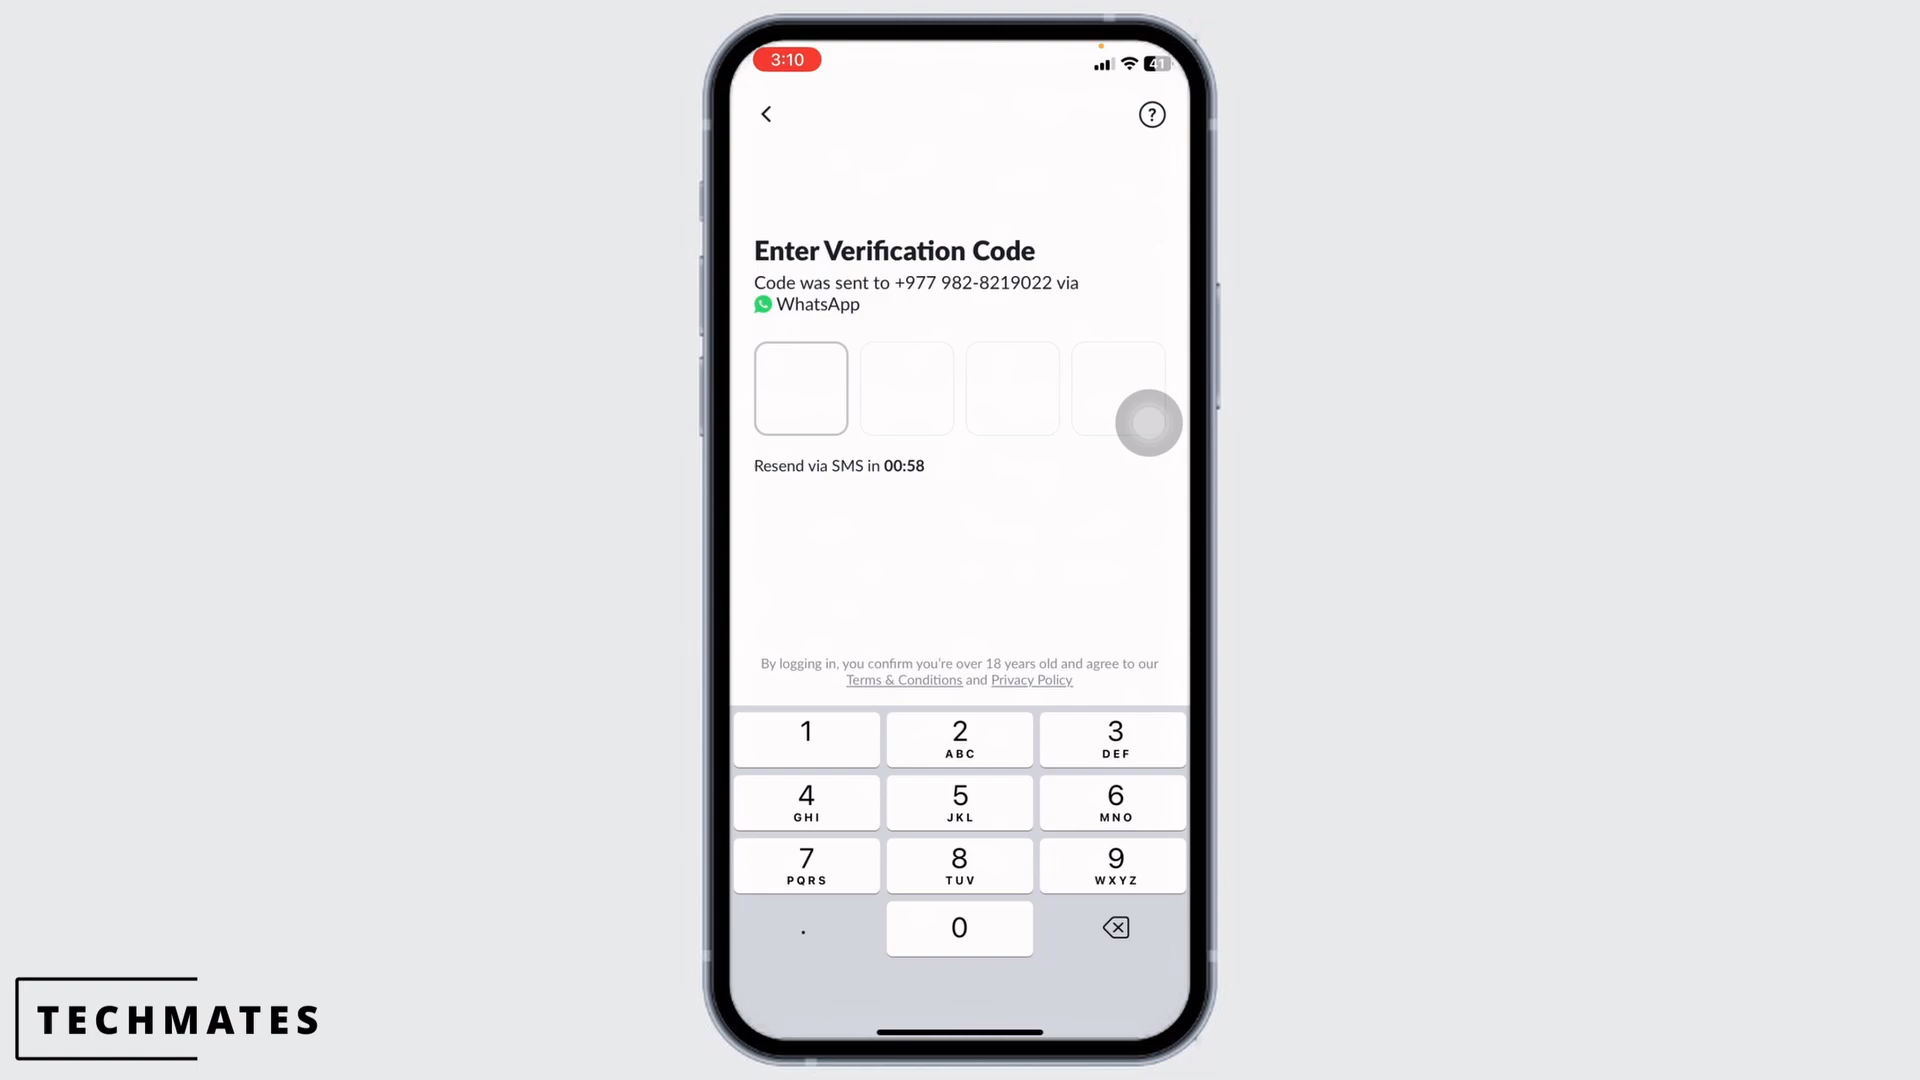 3:10
41
?
Enter Verification Code
Code was sent to +977 982-8219022 via
WhatsApp
Resend via SMS in 00:58
By logging in, you confirm you're over 18 years old and agree to our
Terms & Conditions and Privacy Policy
1 2 3
ABC DEF
4 5 6
GHI JKL MNO
7 8 9
PQRS TUV WXYZ
. 0
TECHMATES